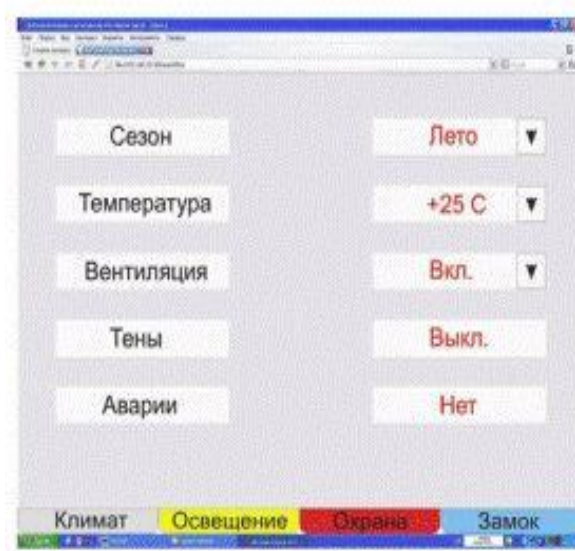 Сезон Лето
Температура +25 С
Вентиляция Вкл.
Тены Выкл.
Аварии Нет
Климат Освещение Охрана Замок